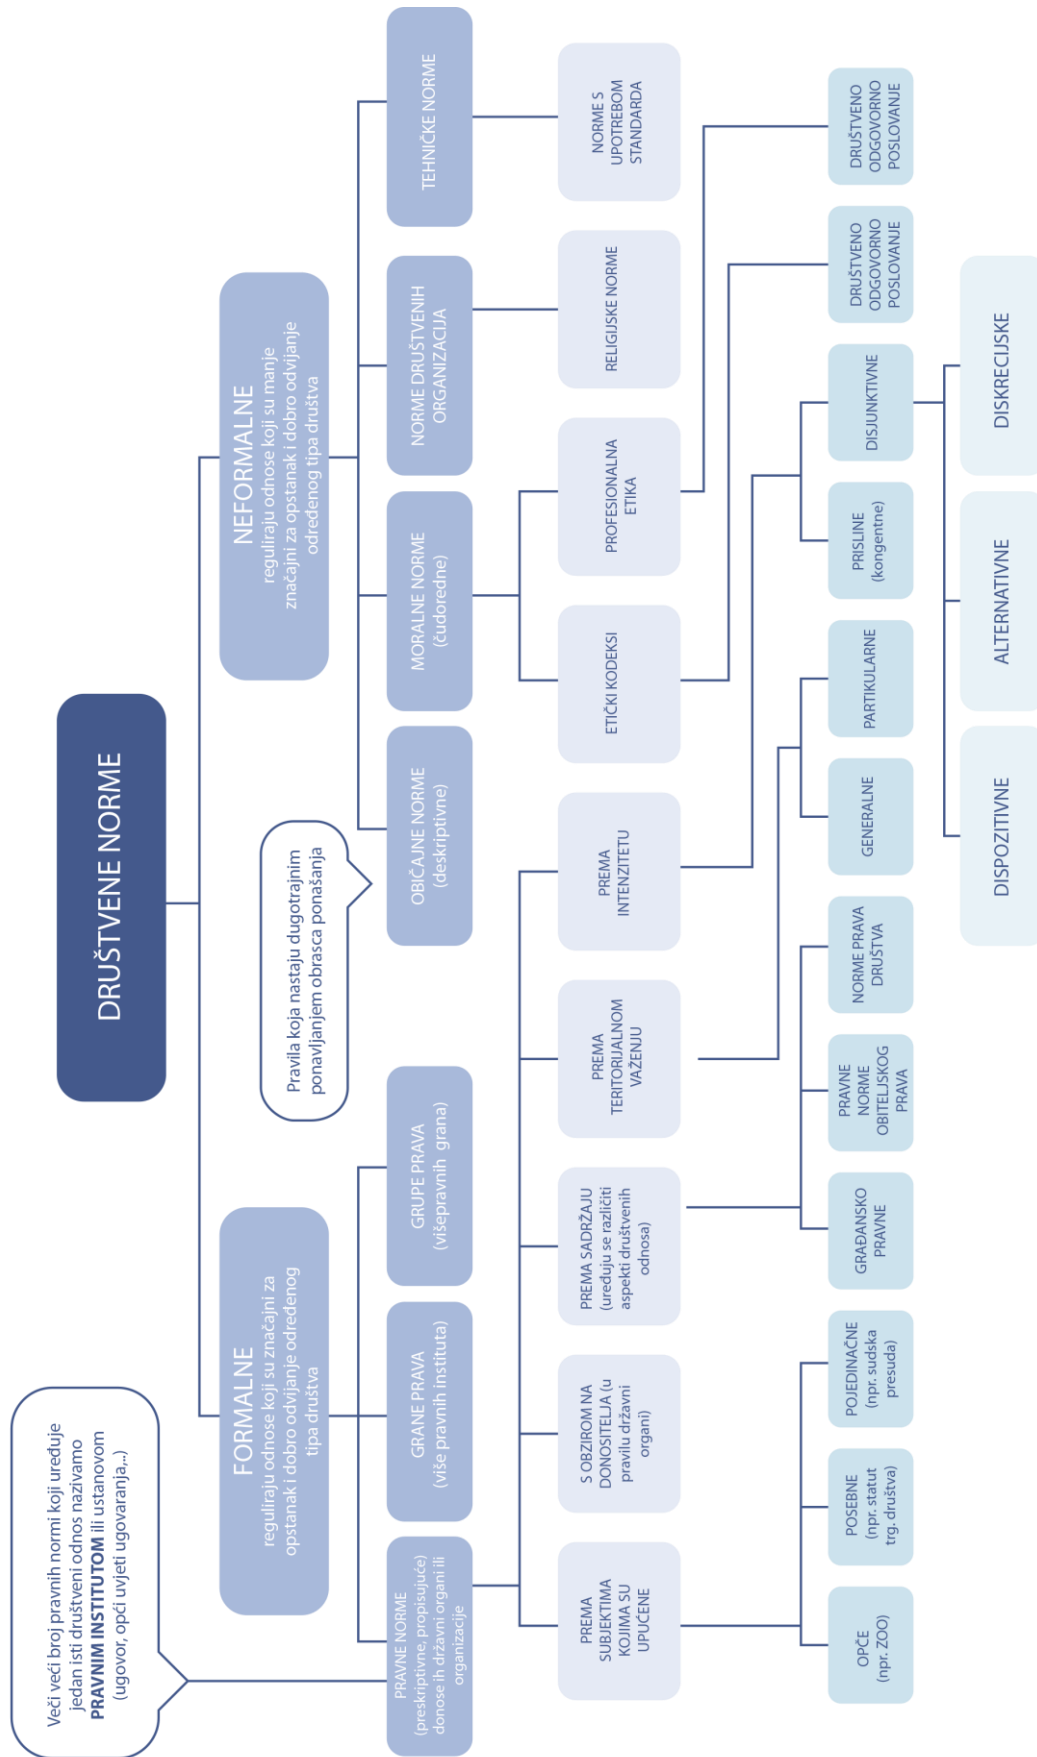 DRUŠTVENE NORME
Veči veći broj pravnih normi koji uređuje
jedan isti društveni odnos nazivamo
PRAVNIM INSTITUTOM ili ustanovom
(ugovor, opći uvjeti ugovaranja,..)
FORMALNE
reguliraju odnose koji su značajni za
opstanak i dobro odvijanje određenog
tipa društva
NEFORMALNE
reguliraju odnose koji su manje
značajni za opstanak i dobro odvijanje
određenog tipa društva
Pravila koja nastaju dugotrajnim
ponavljanjem obrasca ponašanja
PRAVNE NORME
(preskriptivne, propisujuće)
donose ih državni organi ili
organizacije
GRANE PRAVA
(više pravnih instituta)
GRUPE PRAVA
(višepravnih grana)
OBIČAJNE NORME
(deskriptivne)
MORALNE NORME
(čudoredne)
NORME DRUŠTVENIH
ORGANIZACIJA
TEHNIČKE NORME
PREMA
SUBJEKTIMA
KOJIMA SU
UPUĆENE
S OBZIROM NA
DONOSITELJA (u
pravilu državni
organi)
PREMA SADRŽAJU
(uređuju se različiti
aspekti društvenih
odnosa)
PREMA
TERITORIJALNOM
VAŽENJU
PREMA
INTENZITETU
ETIČKI KODEKSI
PROFESIONALNA
ETIKA
RELIGIJSKE NORME
NORME S
UPOTREBOM
STANDARDA
OPČE
(npr. ZOO)
POSEBNE
(npr. statut
trg. društva)
POJEDINAČNE
(npr. sudska
presuda)
GRAĐANSKO
PRAVNE
PRAVNE
NORME
OBITELJSKOG
PRAVA
NORME PRAVA
DRUŠTVA
GENERALNE
PARTIKULARNE
PRISLINE
(kongentne)
DISJUNKTIVNE
DRUŠTVENO
ODGOVORNO
POSLOVANJE
DRUŠTVENO
ODGOVORNO
POSLOVANJE
DISPOZITIVNE
ALTERNATIVNE
DISKRECIJSKE